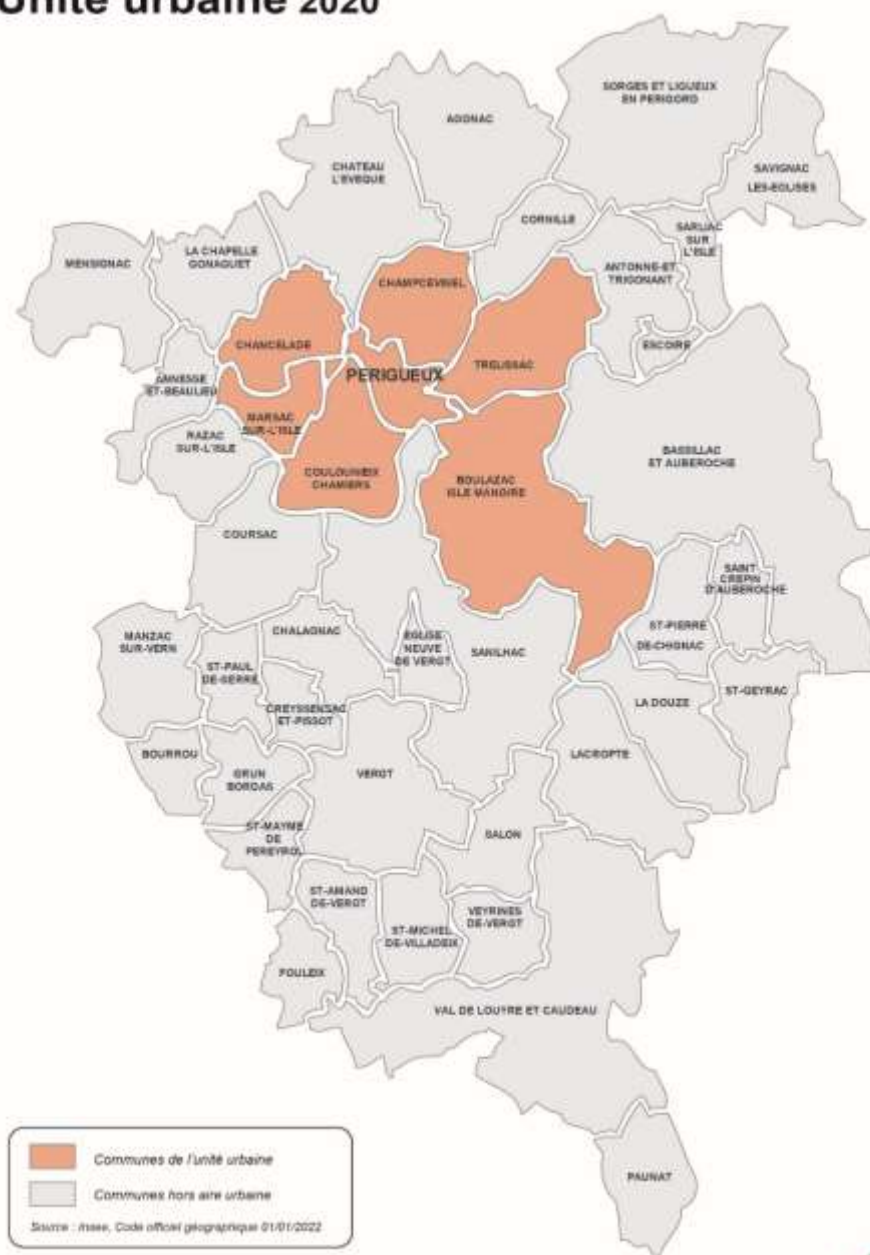 Unité urbaine 2020
SORGES ET LIGUEUX
EN PERIGORD
AGONAC
SAVIGNAC
LES-EGLISES
CHATEAU
L'EVEQUE
CORNILLE
SARLIAC
SUR
L'ISLE
MENSIGNAC
LA CHAPELLE
GONAGUET
ANTONNE-ET
TRIGONANT
CHAMPCEVINEL
CHANCELADE
ESCOIRE
TRELISSAC
PERIGUEUX
ANNESSE
ET-BEAULIEU
MARSAC
SUR-L'ISLE
RAZAC
SUR-L'ISLE
BASSILLAC
ET AUBEROCHE
COULOUNIEIX
CHAMIERS
BOULAZAC
ISLE MANOIRE
COURSAC
SAINT
CREPIN
D'AUBEROCHE
ST-PIERRE
DE-CHIGNAC
MANZAC
SUR-VERN
CHALAGNAC
EGLISE
NEUVE
DE VERGT
SANILHAC
ST-PAUL
DE-SERRE
ST-GEYRAC
LA DOUZE
CREYSSENSAC
ET-PISSOT
BOURROU
LACROPTE
GRUN
BORDAS
VERGT
ST-MAYME
DE
PEREYROL
SALON
ST-AMAND
DE-VERGT
VEYRINES
DE-VERGT
ST-MICHEL
DE-VILLADEIX
FOULEIX
VAL DE LOUYRE ET CAUDEAU
PAUNAT
Communes de l'unité urbaine
Communes hors aire urbaine
Source : Insee, Code officiel géographique 01/01/2022